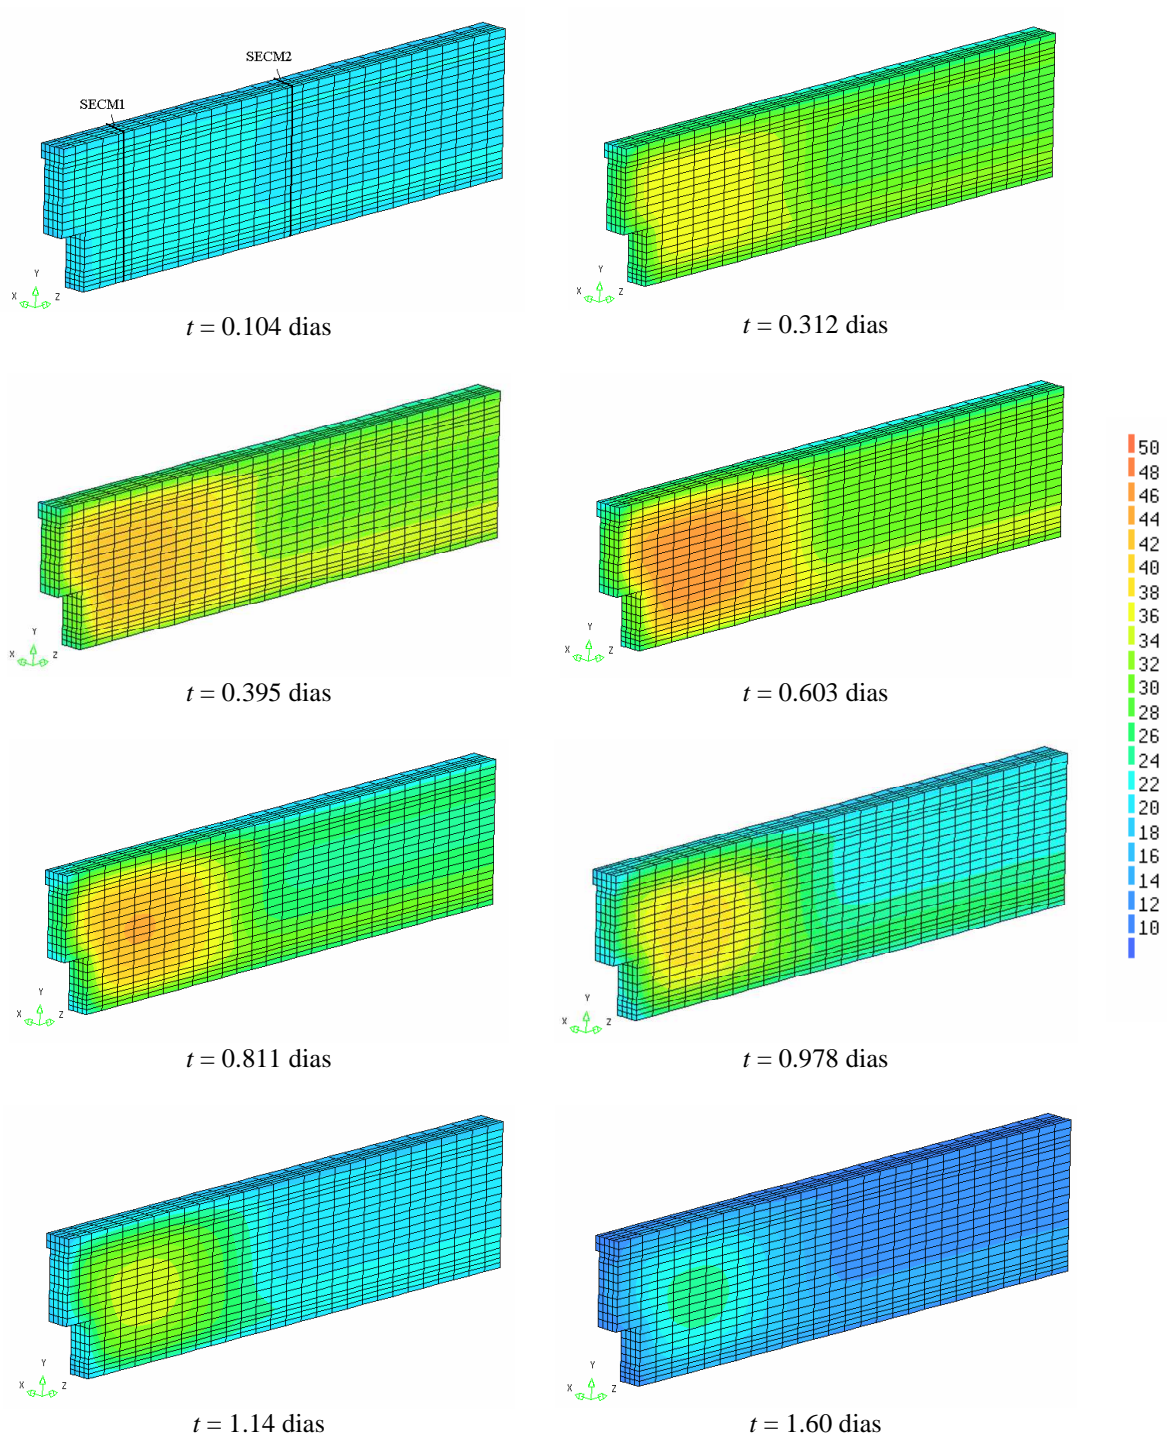 SECM2
SECM1
Y
X Z
t = 0.104 dias
Y
X Z
t = 0.312 dias
Y
X Z
t = 0.395 dias
Y
X Z
t = 0.603 dias
50
48
46
44
42
40
38
36
34
32
30
28
26
24
22
20
18
16
14
12
10
Y
X Z
t = 0.811 dias
Y
X Z
t = 0.978 dias
Y
X Z
t = 1.14 dias
Y
X Z
t = 1.60 dias